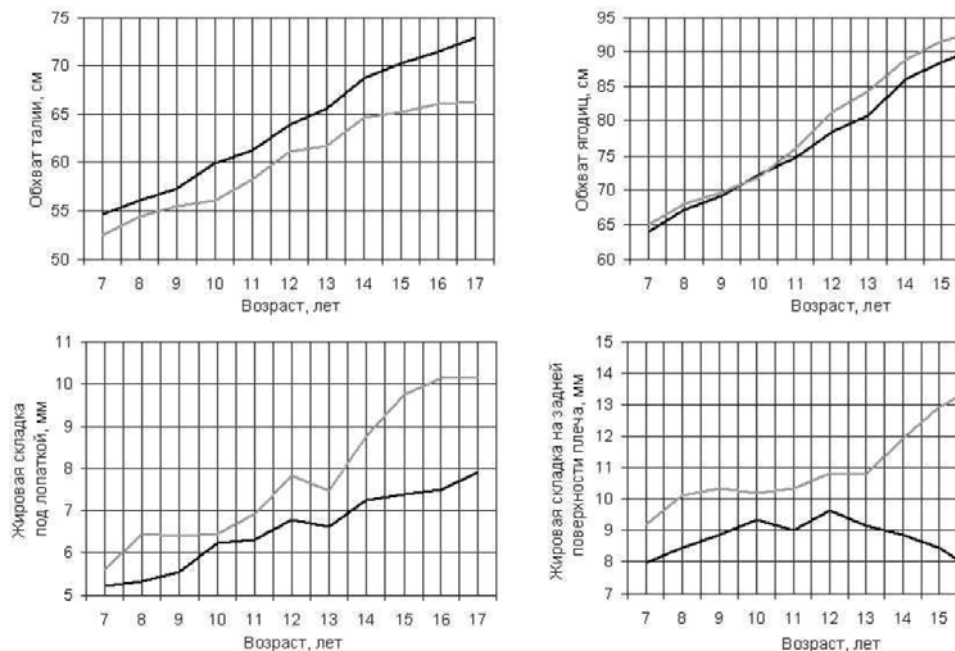 Обхват талии, см
75
70
65
60
55
50
7 8 9 10 11 12 13 14 15 16 17
Возраст, лет
Обхват ягодиц, см
95
90
85
80
75
70
65
60
7 8 9 10 11 12 13 14 15
Возраст, лет
Жировая складка
под лопаткой, мм
11
10
9
8
7
6
5
7 8 9 10 11 12 13 14 15 16 17
Возраст, лет
Жировая складка на задней
поверхности плеча, мм
15
14
13
12
11
10
9
8
7
7 8 9 10 11 12 13 14 15
Возраст, лет